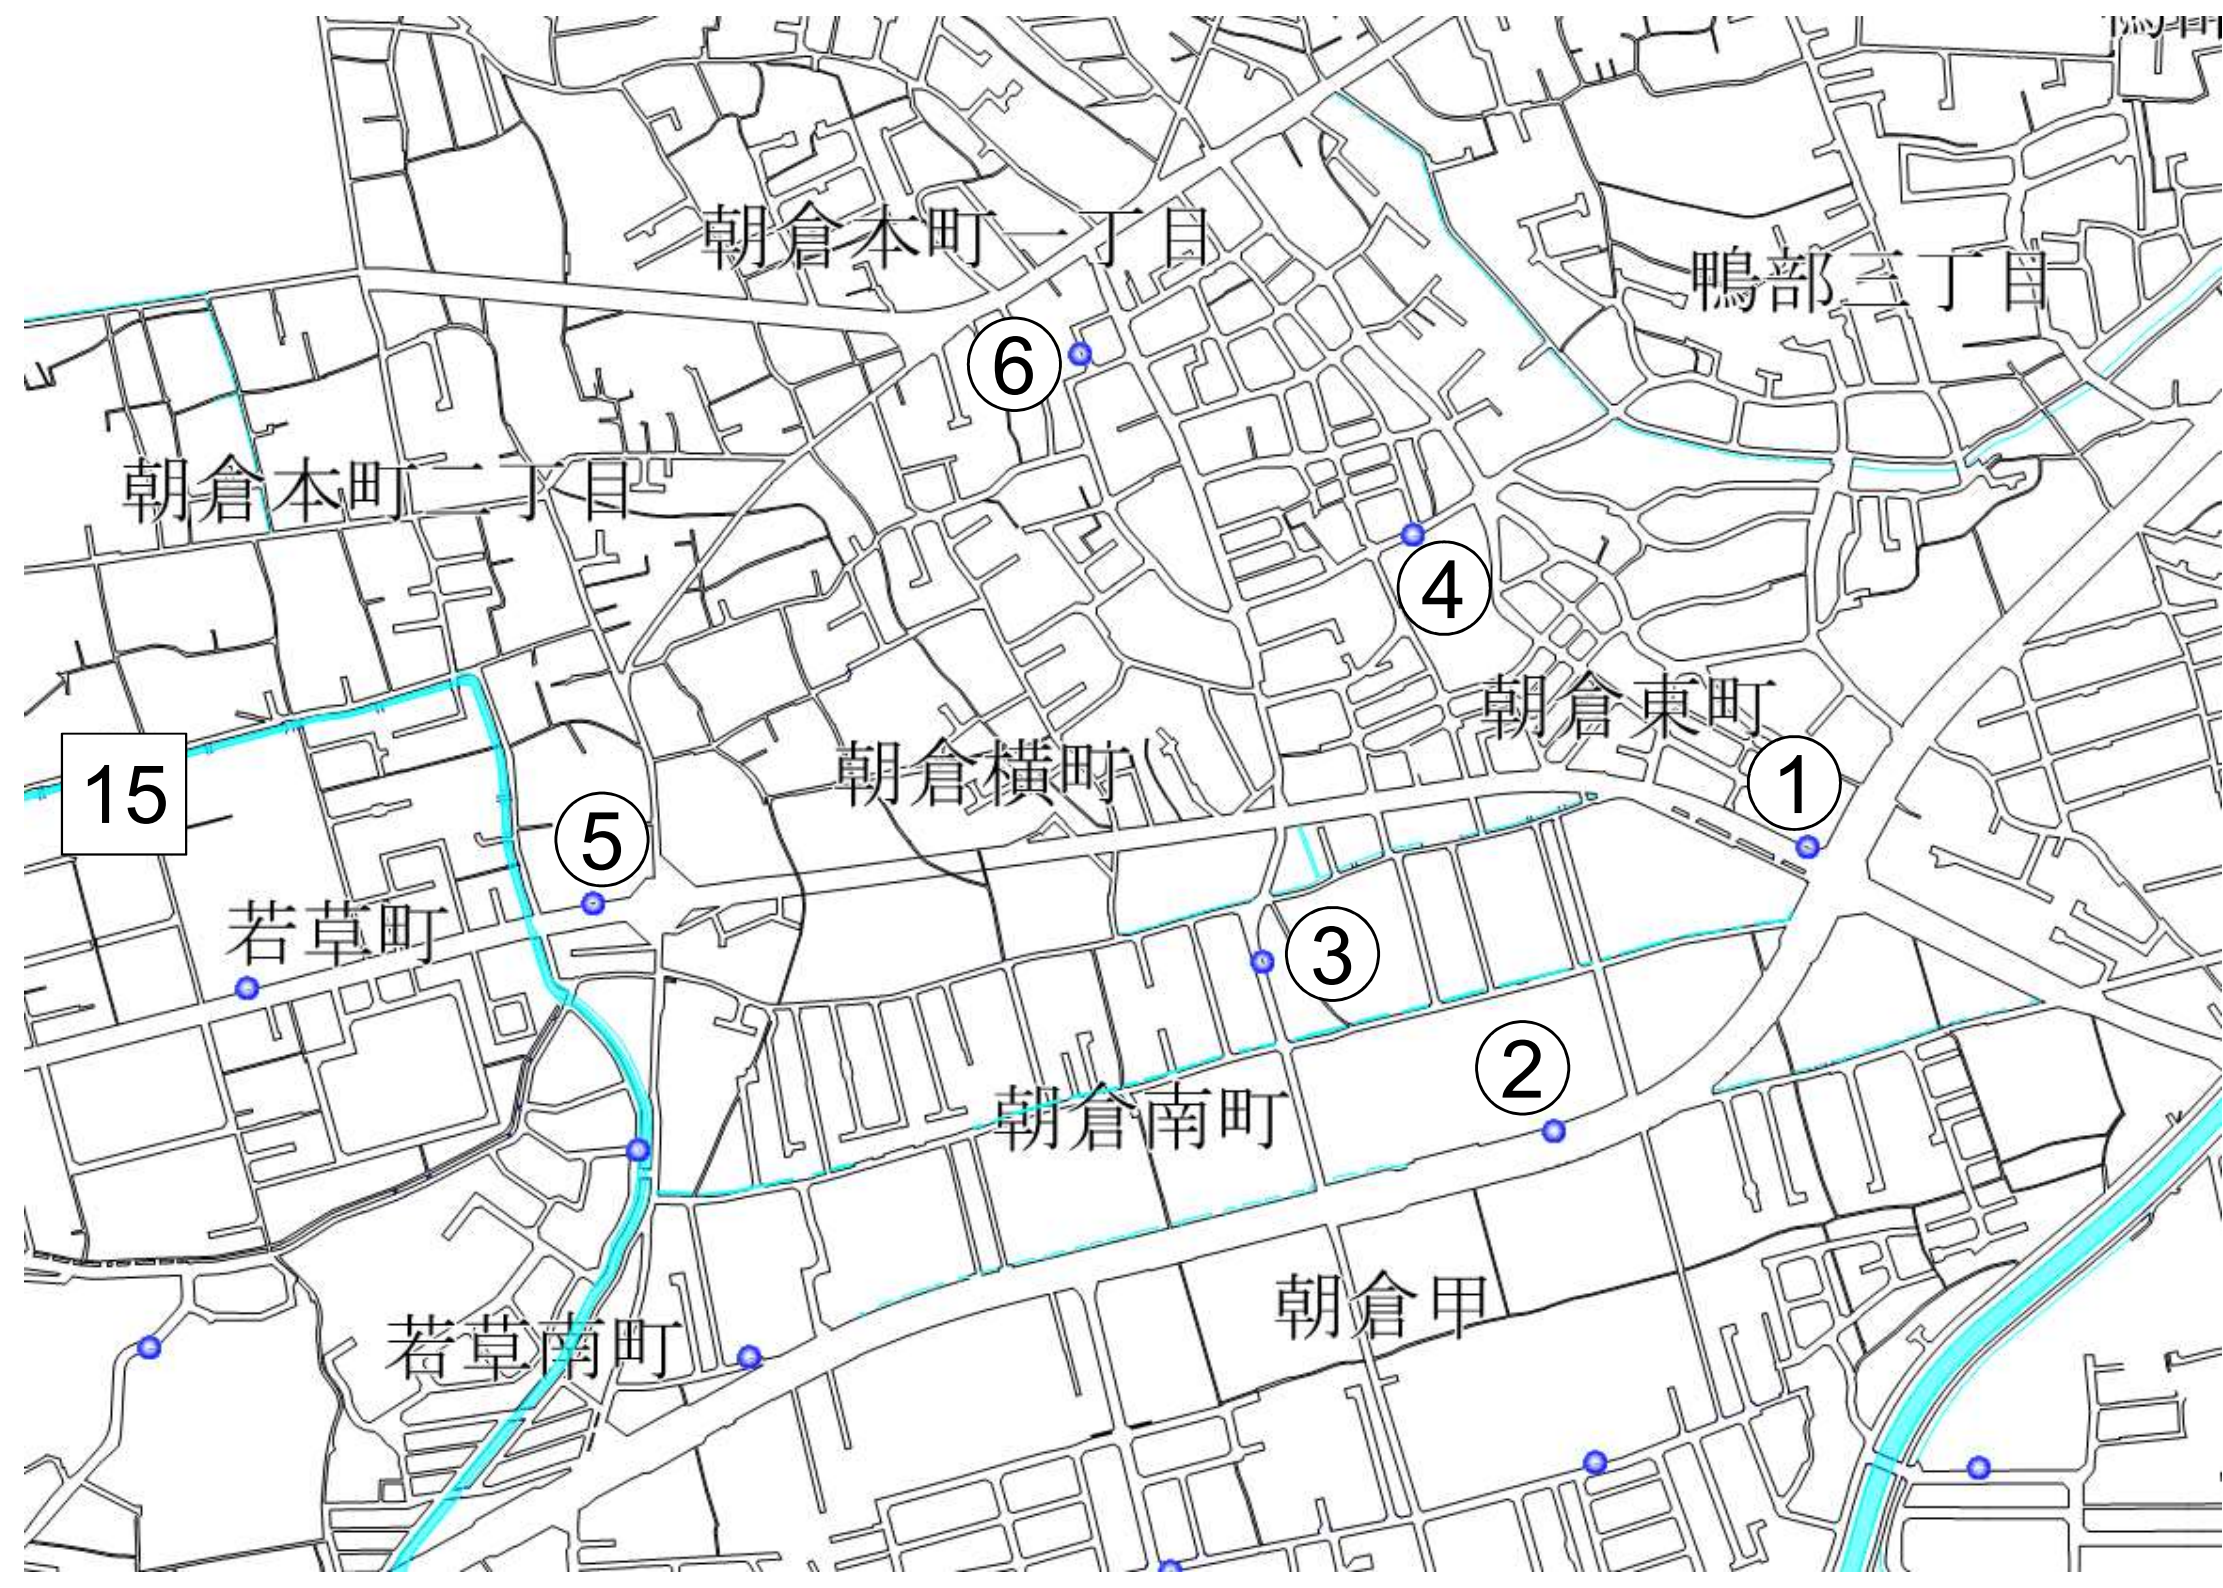 朝倉本町一丁目
鴨部二丁目
⑥
朝倉本町二丁目
④
朝倉東町
朝倉横町
①
15
⑤
若草町
③
②
朝倉南町
朝倉甲
若草南町